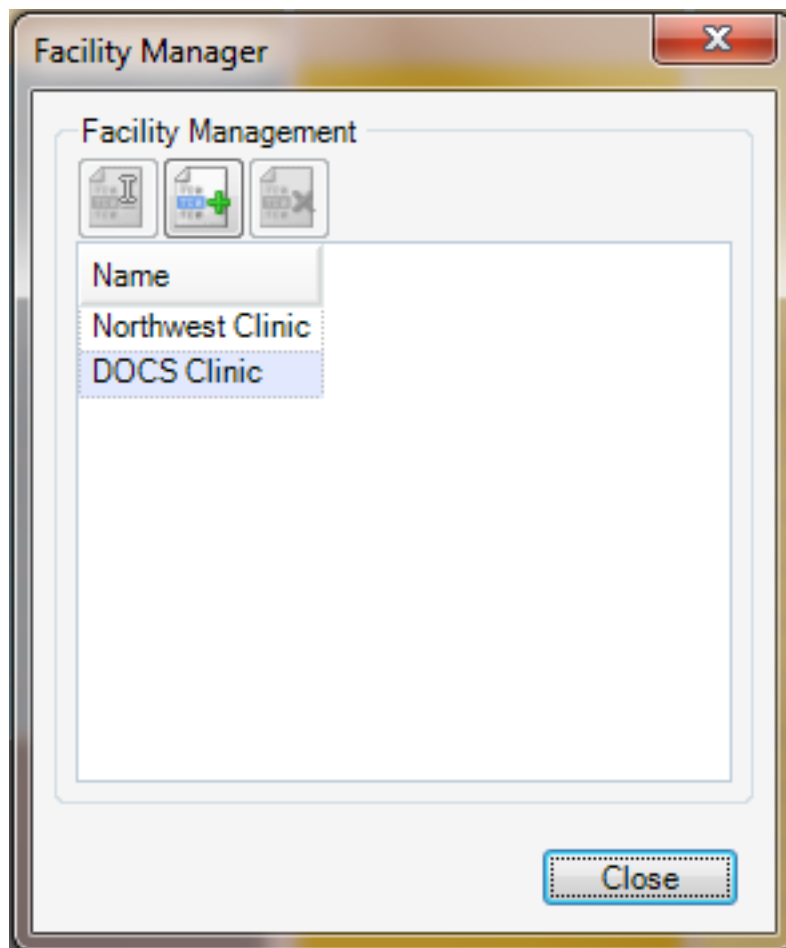 Facility Manager
Facility Management
Name
Northwest Clinic
DOCS Clinic
Close